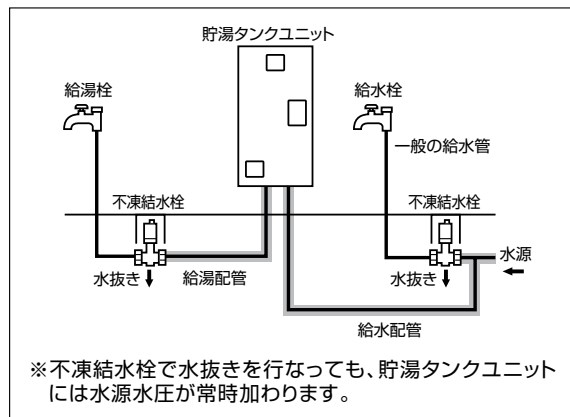 貯湯タンクユニット
給湯栓
給水栓
一般の給水管
不凍結水栓
不凍結水栓
水源
水抜き
給湯配管
水抜き
給水配管
※不凍結水栓で水抜きを行なっても、貯湯タンクユニット
には水源水圧が常時加わります。